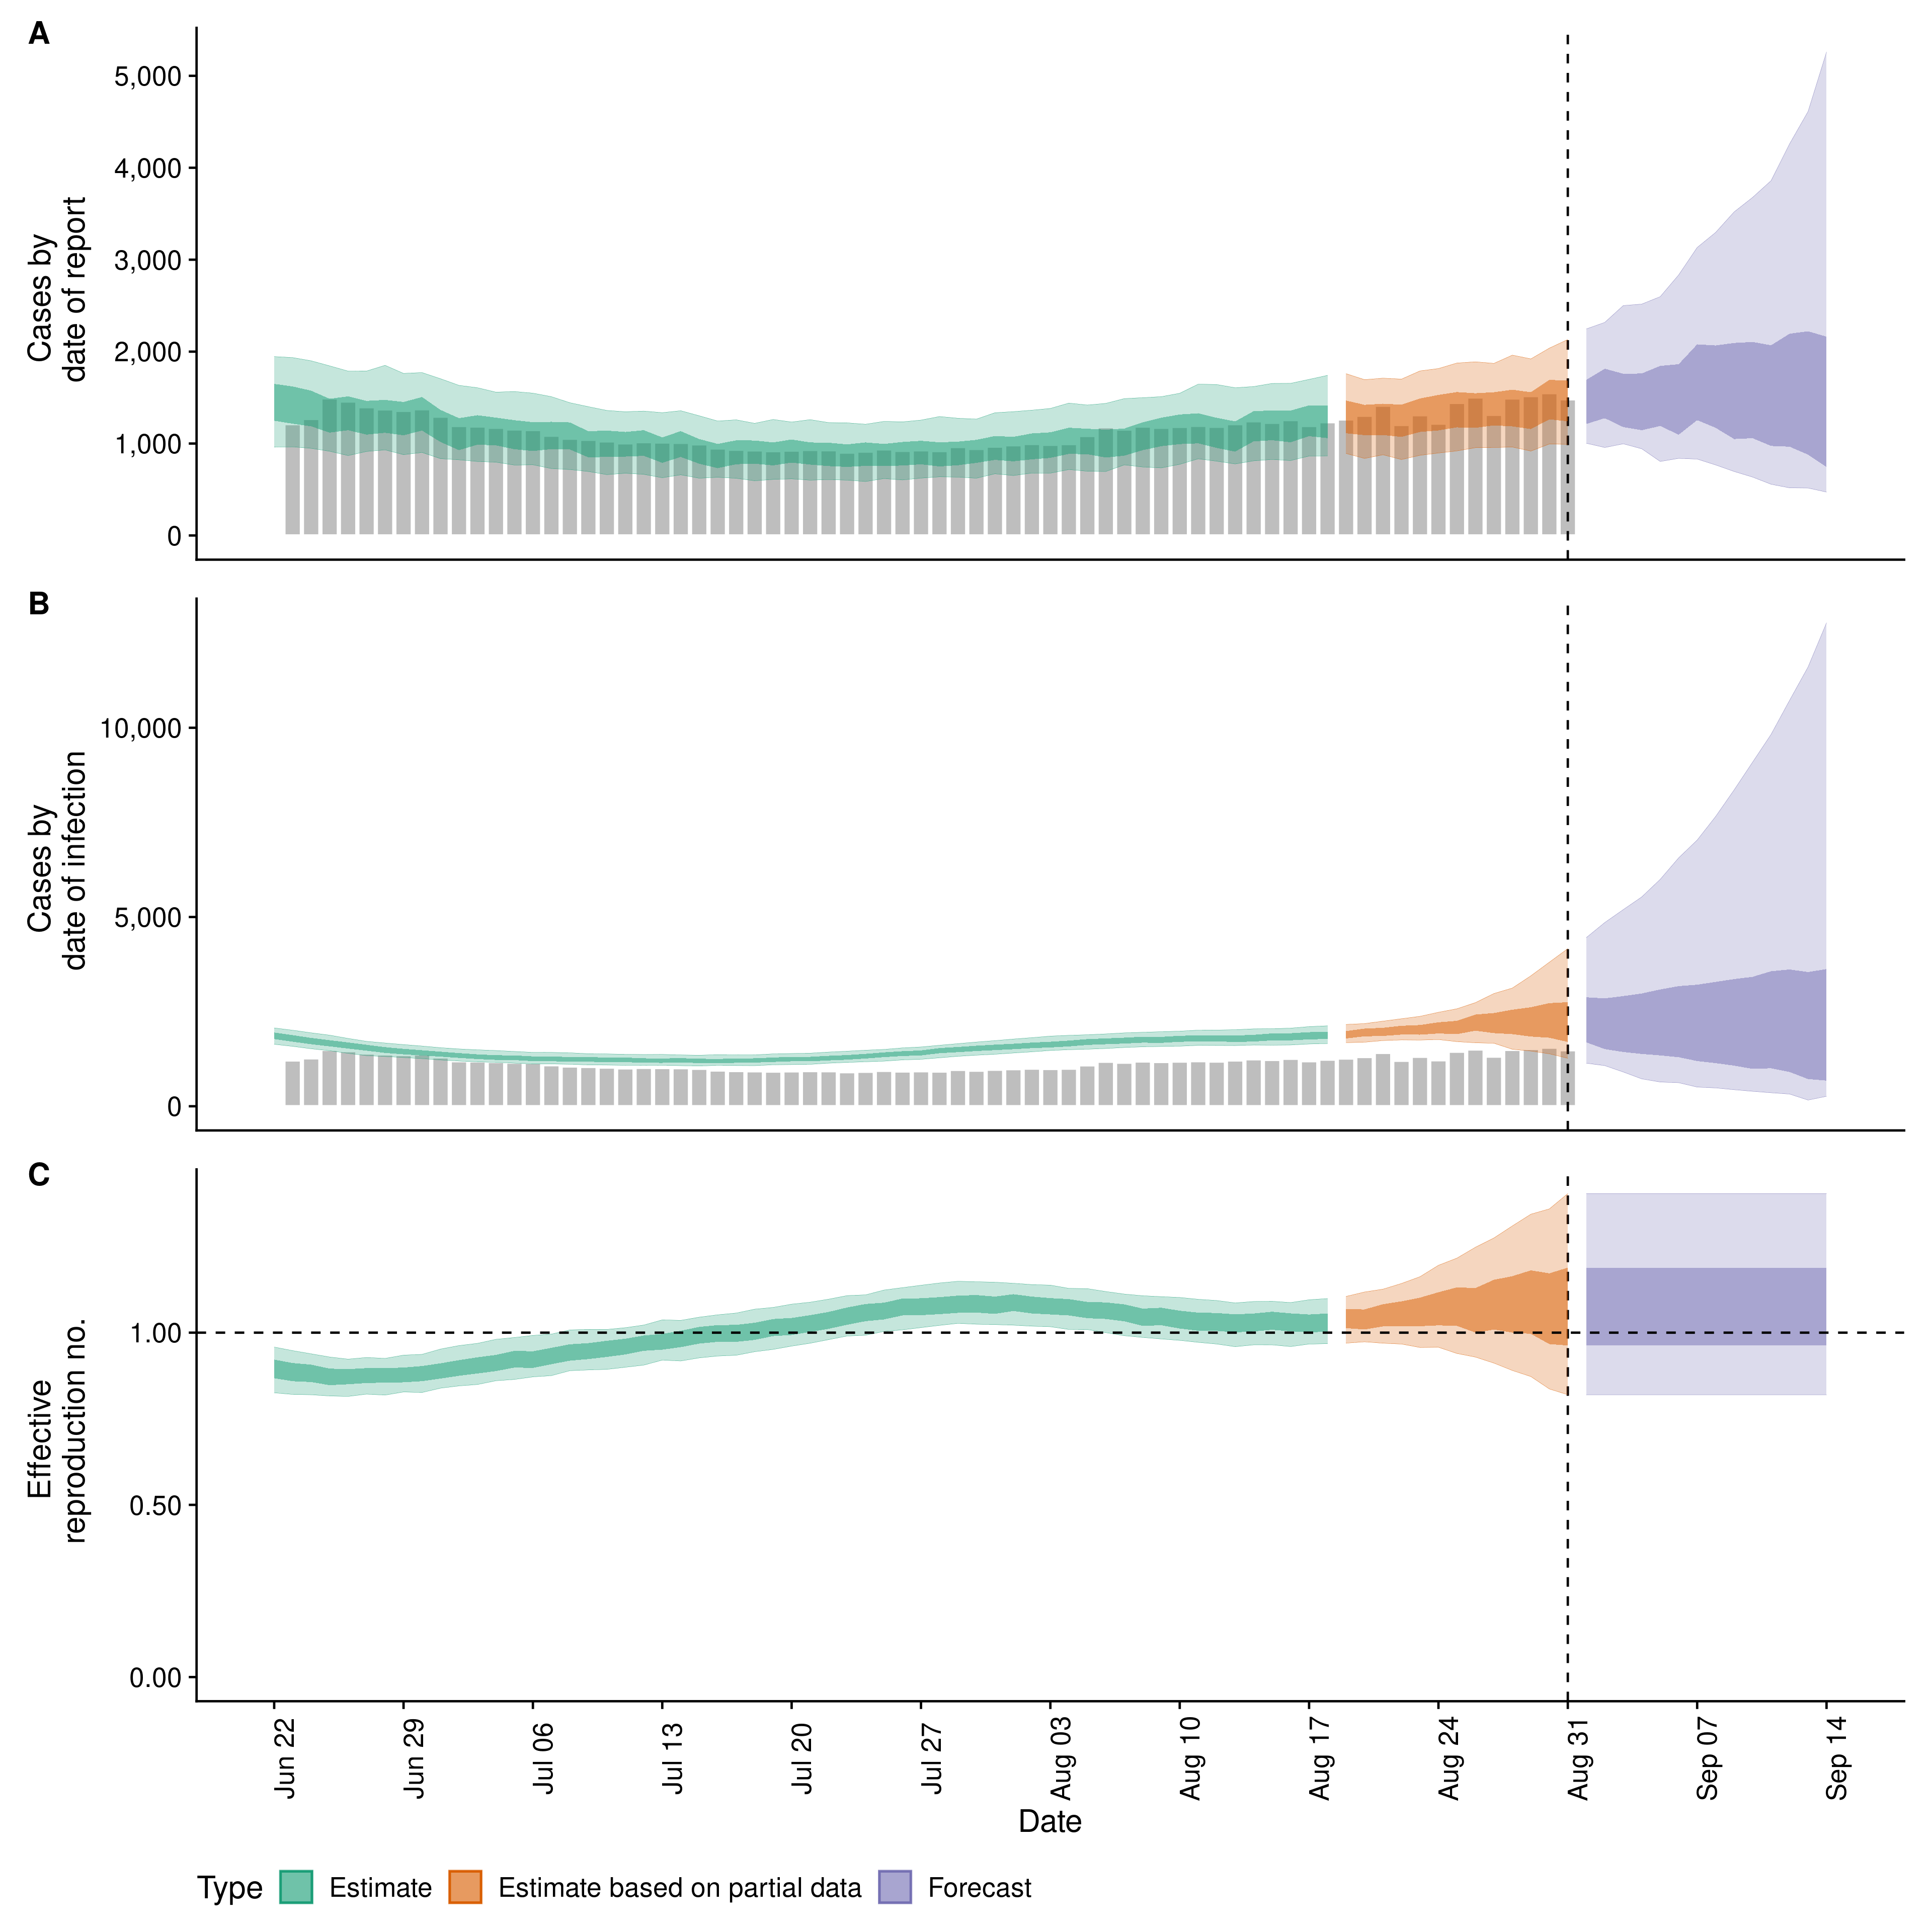 A
5,000
4,000
3,000
2,000
1,000
0
Cases by
date of report
B
10,000
5,000
0
Cases by
date of infection
C
1.00
0.50
0.00
Effective
reproduction no.
Jun 22
Jun 29
Jul 06
Jul 13
Jul 20
Jul 27
Aug 03
Aug 10
Aug 17
Aug 24
Aug 31
Sep 07
Sep 14
Date
Type Estimate Estimate based on partial data Forecast